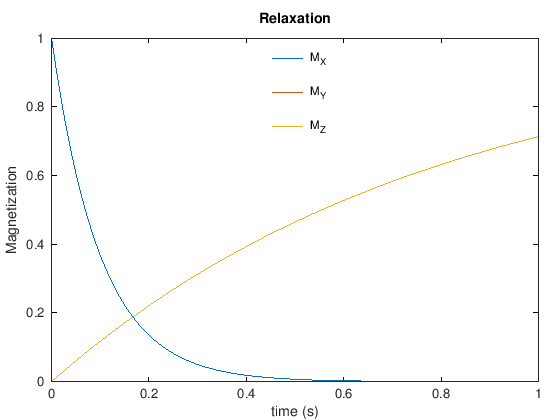 Relaxation
M_X
M_Y
M_Z
1
0.8
0.6
0.4
0.2
0
Magnetization
0 0.2 0.4 0.6 0.8 1
time (s)